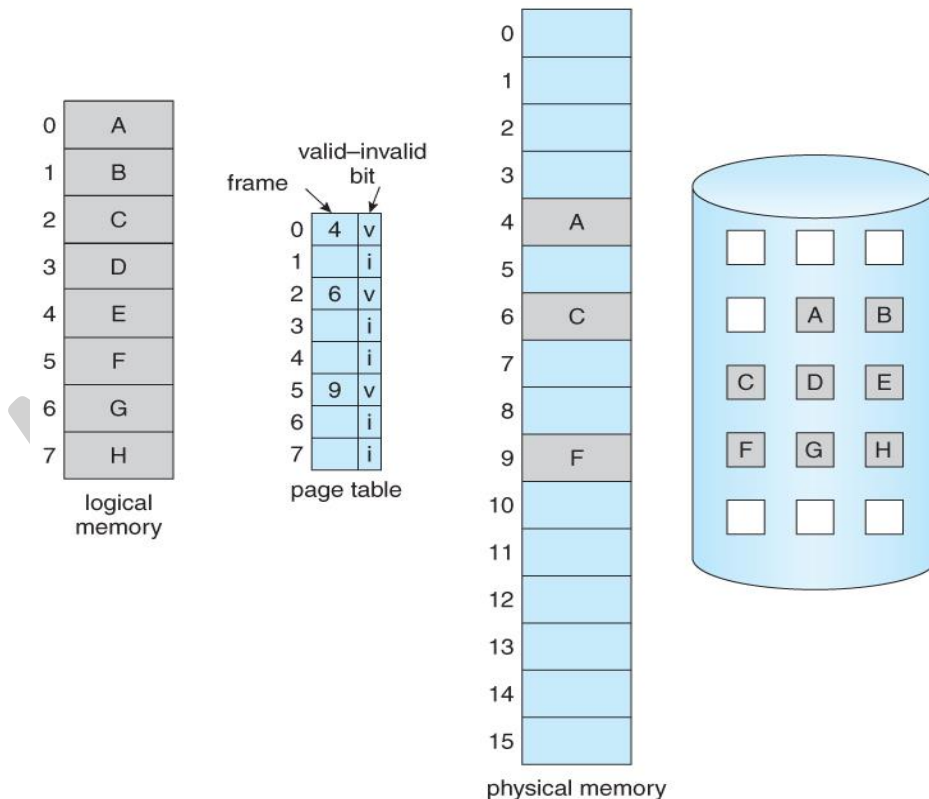 0 A
1 B
2 C
3 D
4 E
5 F
6 G
7 H
logical
memory
valid–invalid
bit
frame
0 4 v
1 i
2 6 v
3 i
4 i
5 9 v
6 i
7 i
page table
0
1
2
3
4 A
5
6 C
7
8
9 F
10
11
12
13
14
15
physical memory
A B
C D E
F G H